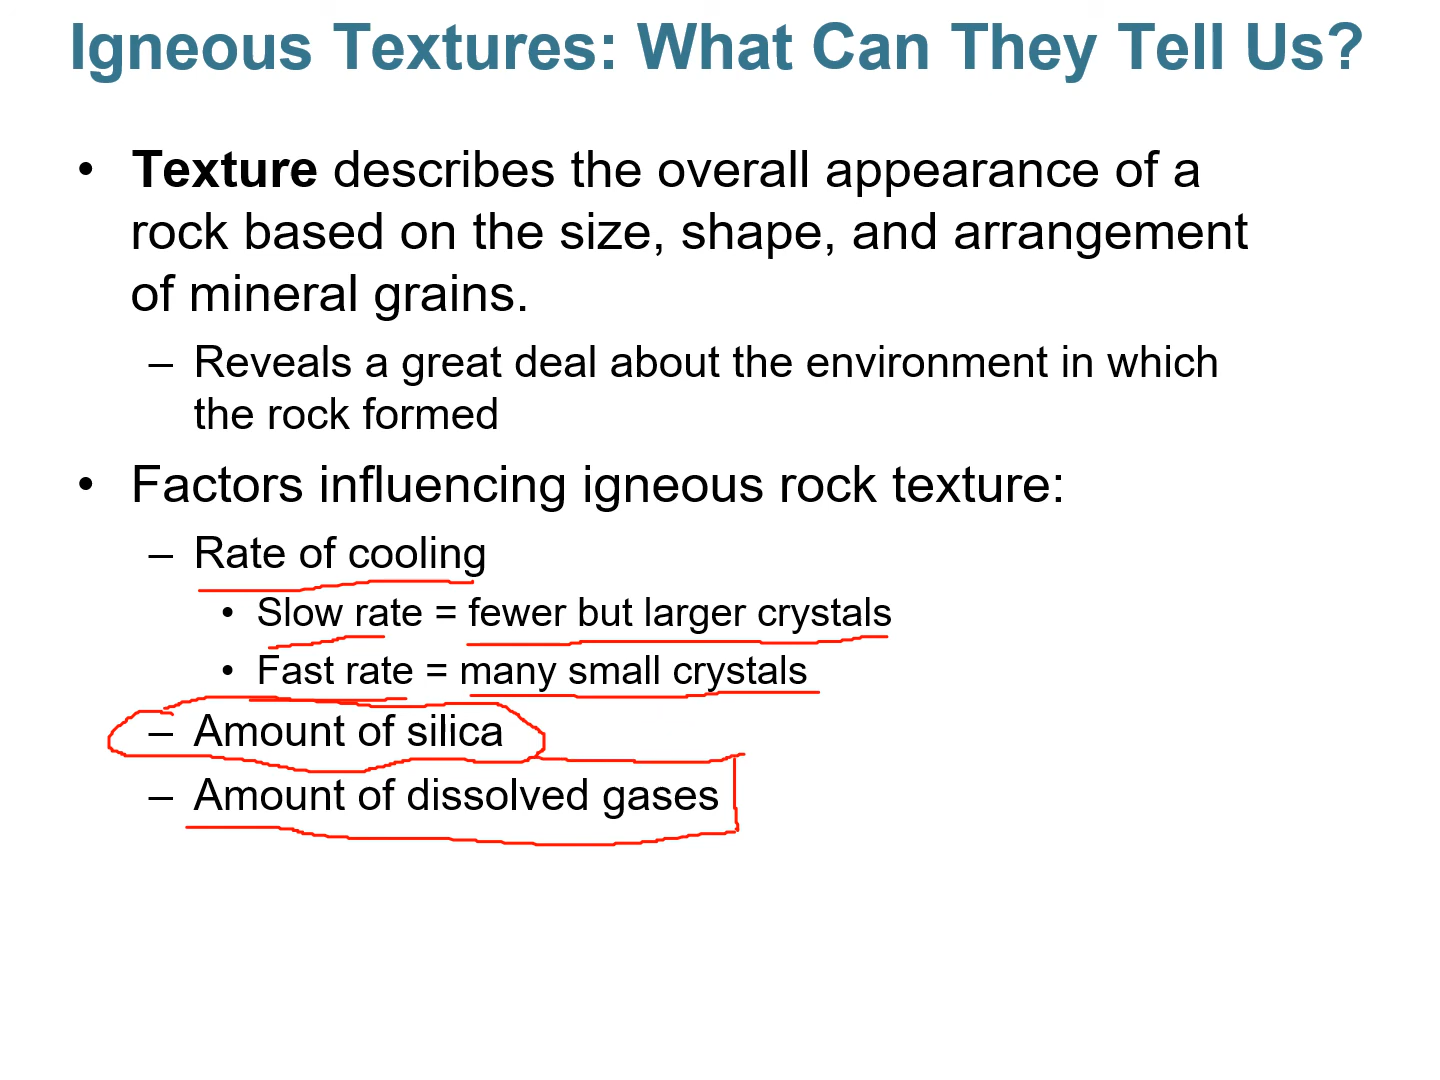 Igneous Textures: What Can They Tell Us?
• Texture describes the overall appearance of a
rock based on the size, shape, and arrangement
of mineral grains.
– Reveals a great deal about the environment in which
the rock formed
• Factors influencing igneous rock texture:
– Rate of cooling
• Slow rate = fewer but larger crystals
• Fast rate = many small crystals
– Amount of silica
– Amount of dissolved gases